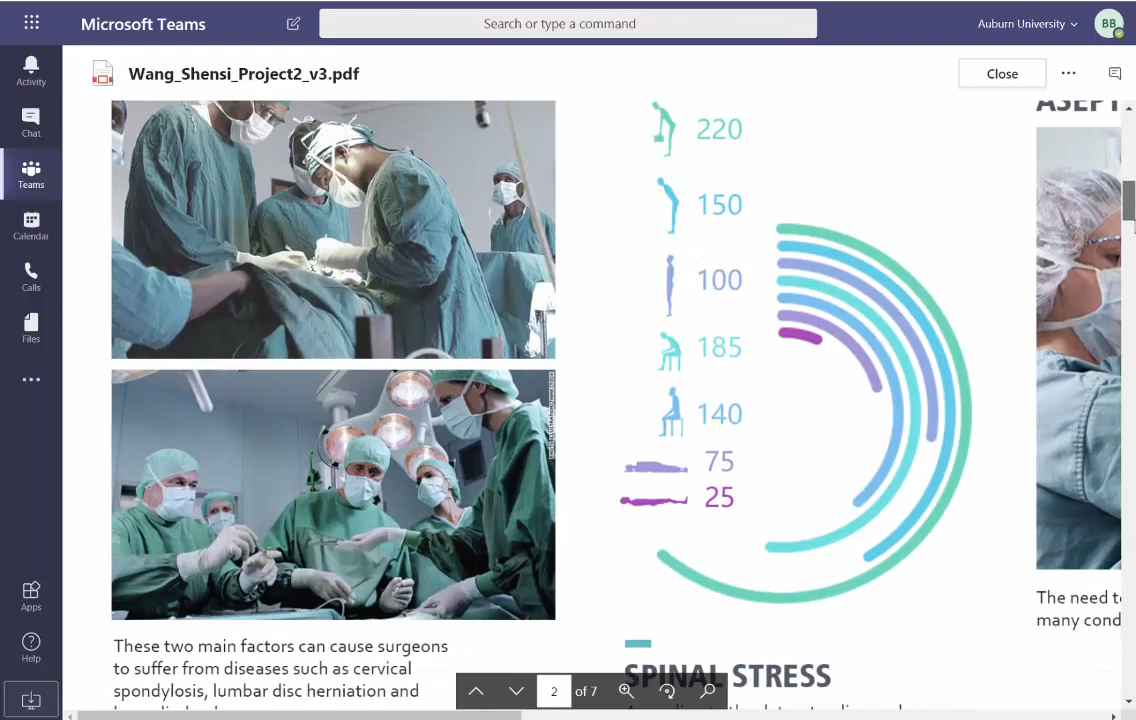 Microsoft Teams
Search or type a command
Auburn University
BB
Activity
Chat
Teams
Calendar
Calls
Files
Apps
Help
Wang_Shensi_Project2_v3.pdf
Close
These two main factors can cause surgeons
to suffer from diseases such as cervical
spondylosis, lumbar disc herniation and
220
150
100
185
140
75
25
SPINAL STRESS
ASEPT
The need t
many cond
2 of 7